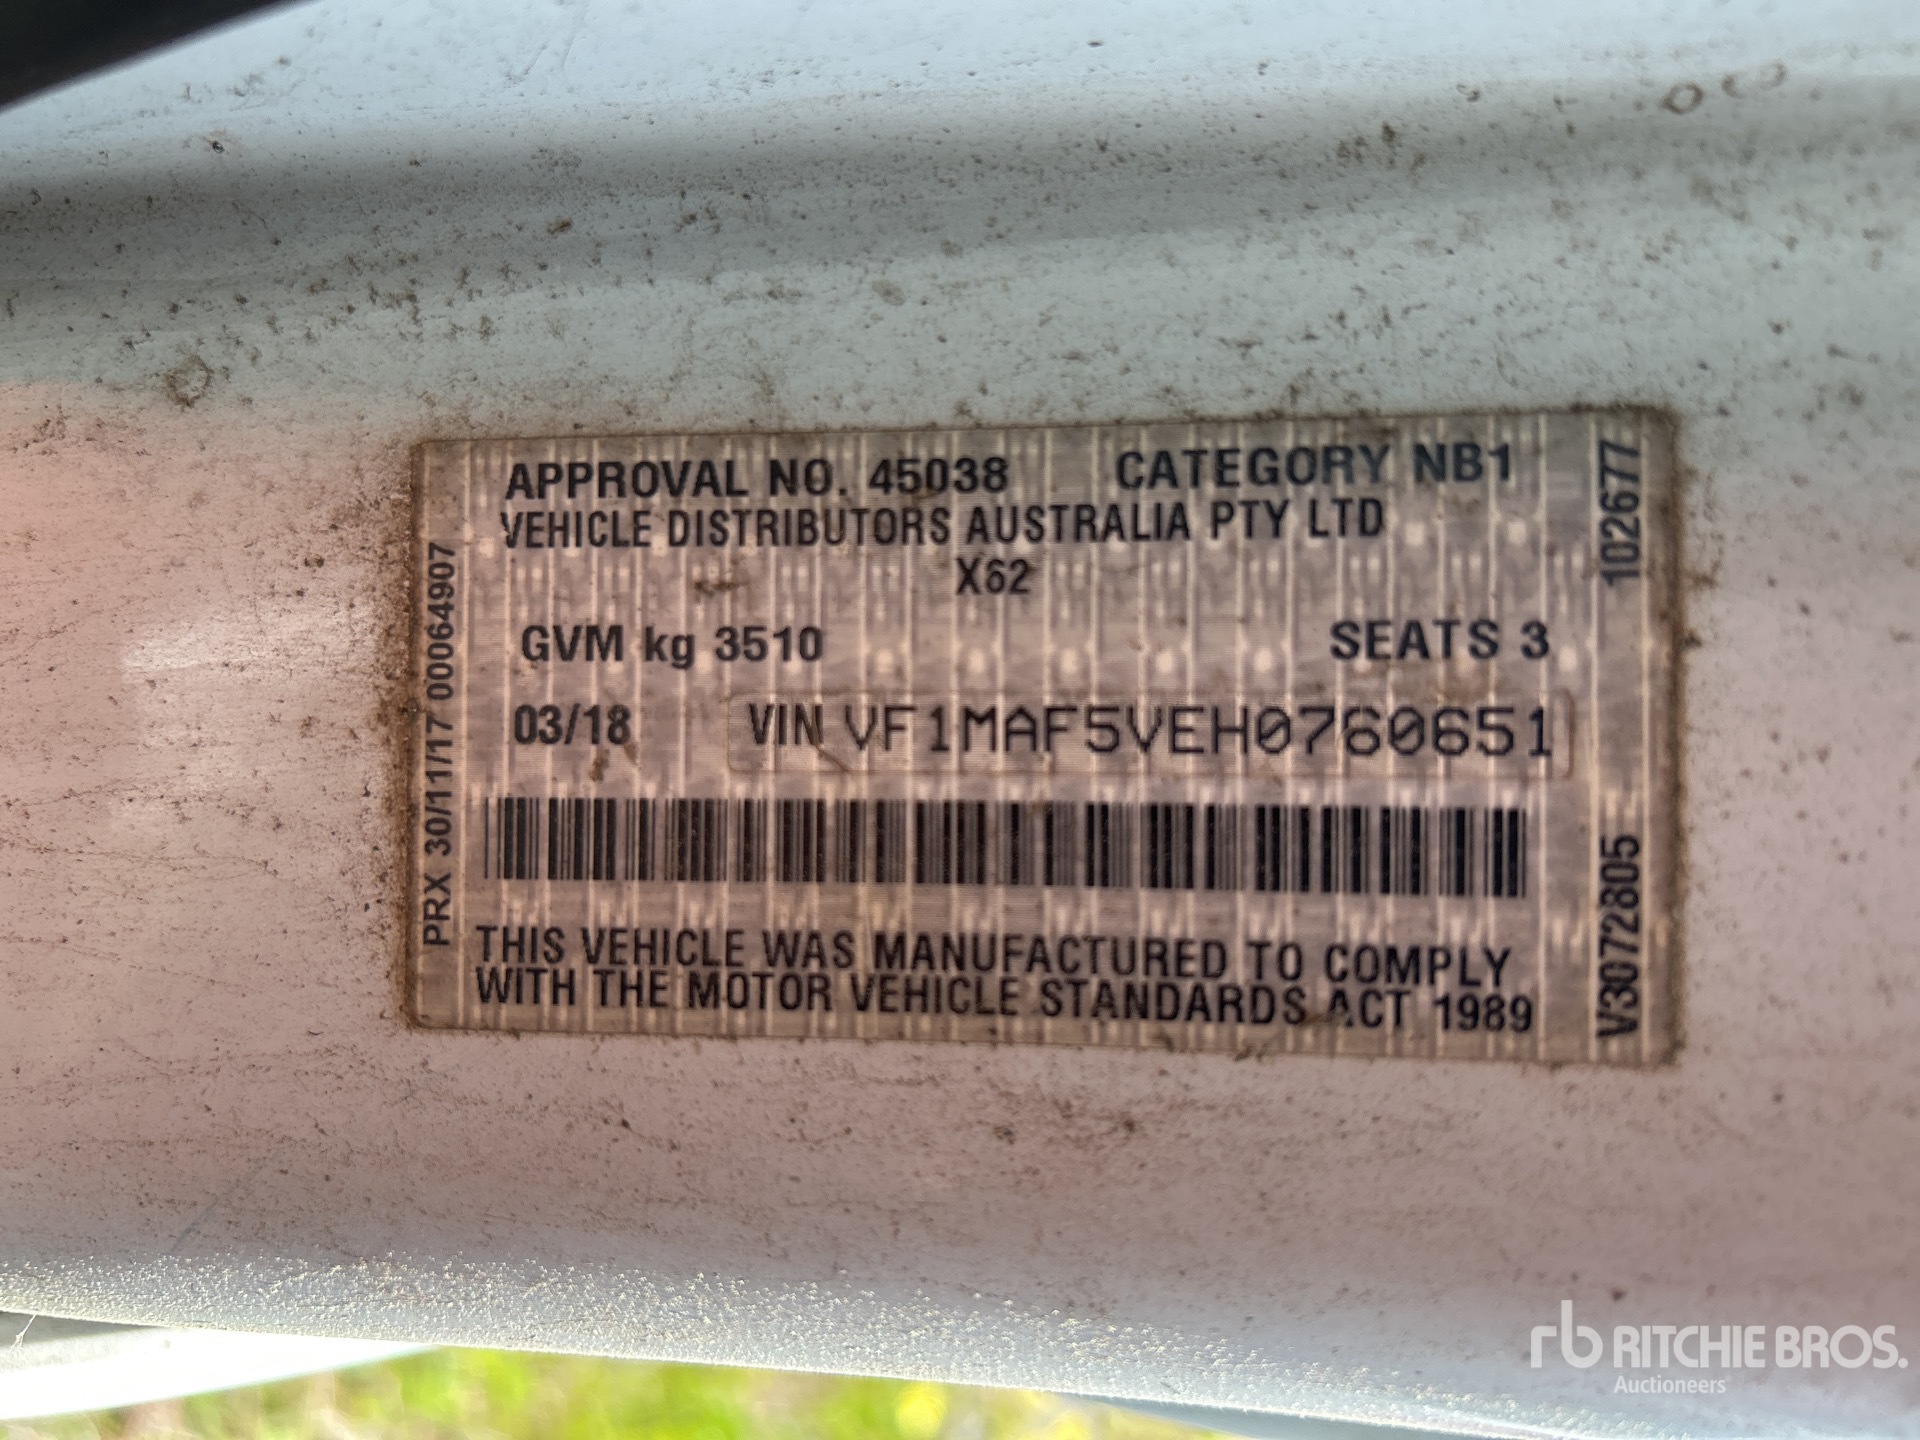 APPROVAL NO. 45038 CATEGORY NB1
VEHICLE DISTRIBUTORS AUSTRALIA PTY LTD
X62
GVM kg 3510 SEATS 3
03/18 VIN VF1MAF5VEH0760651
THIS VEHICLE WAS MANUFACTURED TO COMPLY
WITH THE MOTOR VEHICLE STANDARDS ACT 1989
PRX 30/11/17 00064907
V3072805 102677
rb RITCHIE BROS.
Auctioneers